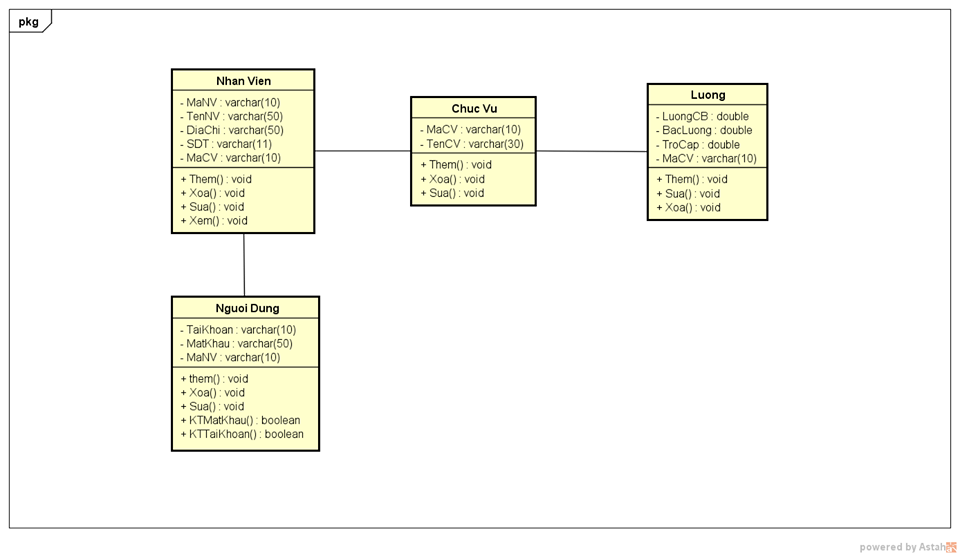 pkg
Nhan Vien
- MaNV : varchar(10)
- TenNV : varchar(50)
- DiaChi : varchar(50)
- SDT : varchar(11)
- MaCV : varchar(10)
+ Them() : void
+ Xoa() : void
+ Sua() : void
+ Xem() : void
Chuc Vu
- MaCV : varchar(10)
- TenCV : varchar(30)
+ Them() : void
+ Xoa() : void
+ Sua() : void
Luong
- LuongCB : double
- BacLuong : double
- TroCap : double
- MaCV : varchar(10)
+ Them() : void
+ Sua() : void
+ Xoa() : void
Nguoi Dung
- TaiKhoan : varchar(10)
- MatKhau : varchar(50)
- MaNV : varchar(10)
+ them() : void
+ Xoa() : void
+ Sua() : void
+ KTMatKhau() : boolean
+ KTTaiKhoan() : boolean
powered by Astah